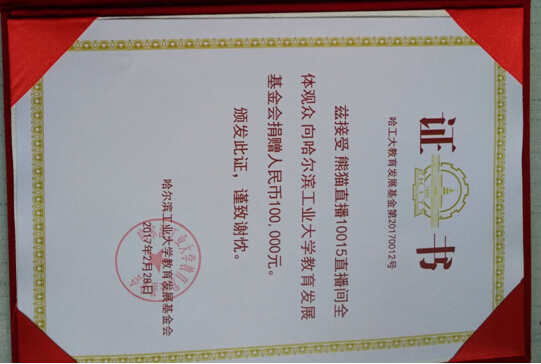 证书
哈工大教育发展基金第20170012号
兹接受 熊猫直播10015直播间全
体观众 向哈尔滨工业大学教育发展
基金会捐赠人民币100,000元。
颁发此证，谨致谢忱。
哈尔滨工业大学教育发展基金会
2017年2月28日